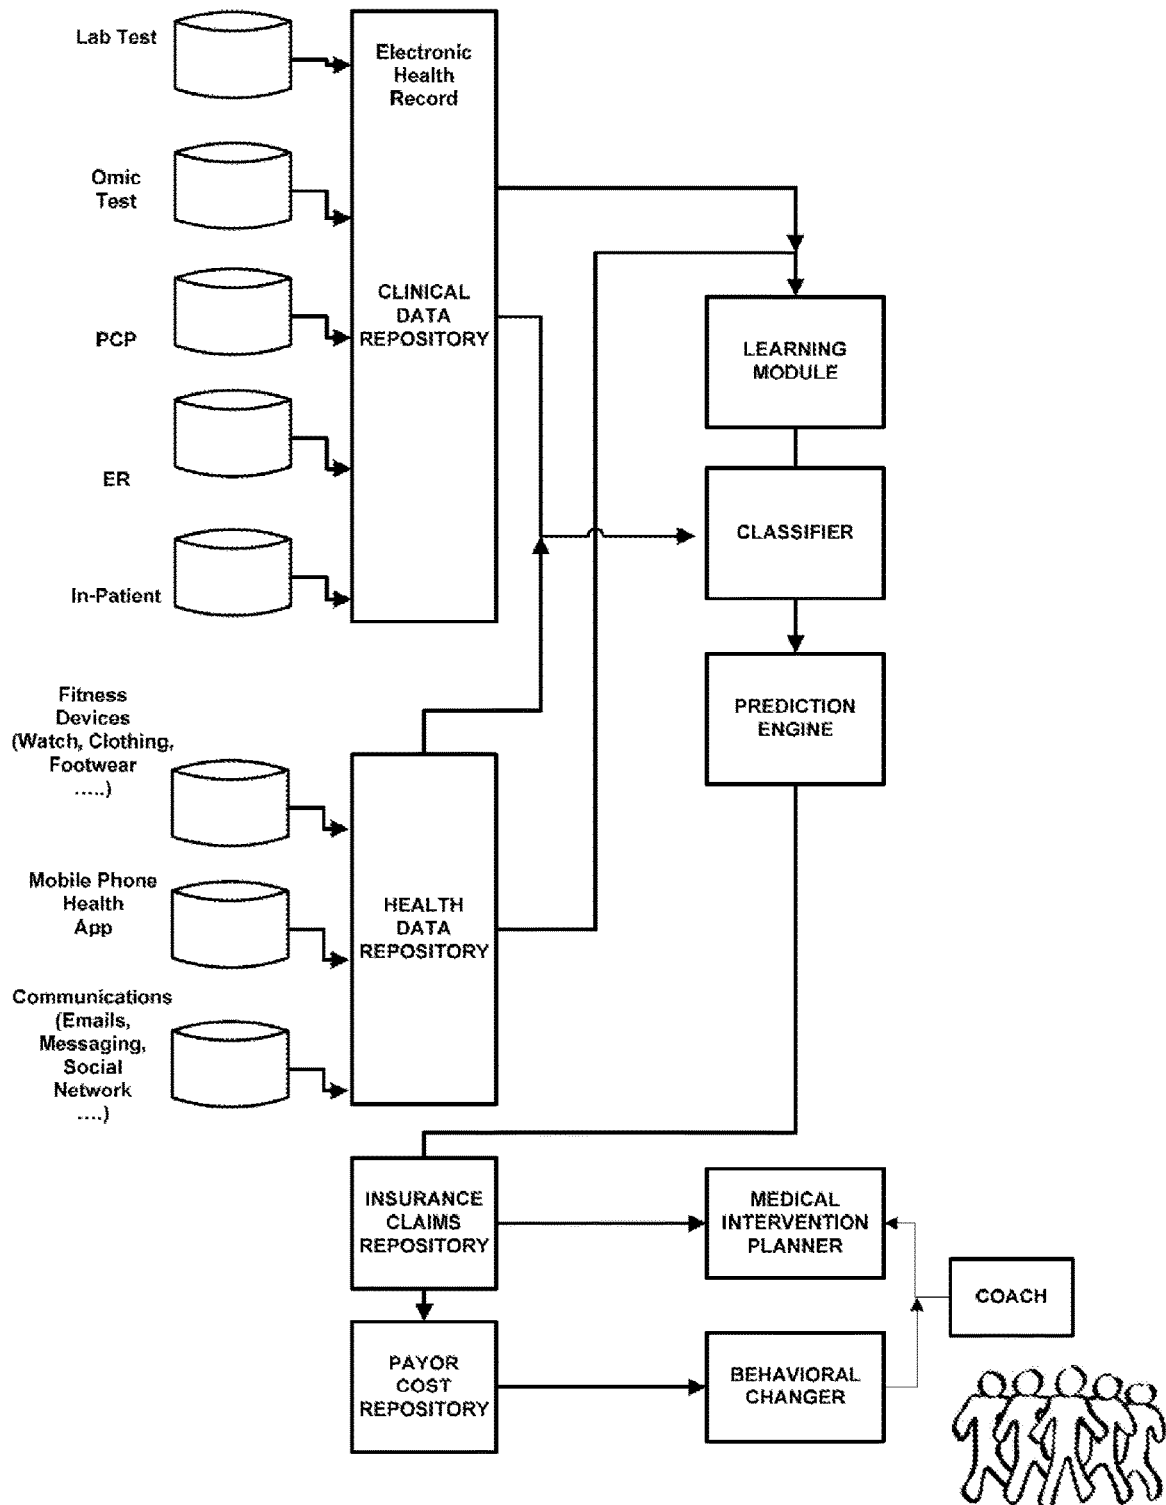 Lab Test
Electronic
Health
Record
Omic
Test
CLINICAL
DATA
REPOSITORY
PCP
LEARNING
MODULE
ER
CLASSIFIER
In-Patient
Fitness
Devices
(Watch, Clothing,
Footwear
.....)
PREDICTION
ENGINE
Mobile Phone
Health
App
HEALTH
DATA
REPOSITORY
Communications
(Emails,
Messaging,
Social
Network
....)
INSURANCE
CLAIMS
REPOSITORY
MEDICAL
INTERVENTION
PLANNER
COACH
PAYOR
COST
REPOSITORY
BEHAVIORAL
CHANGER